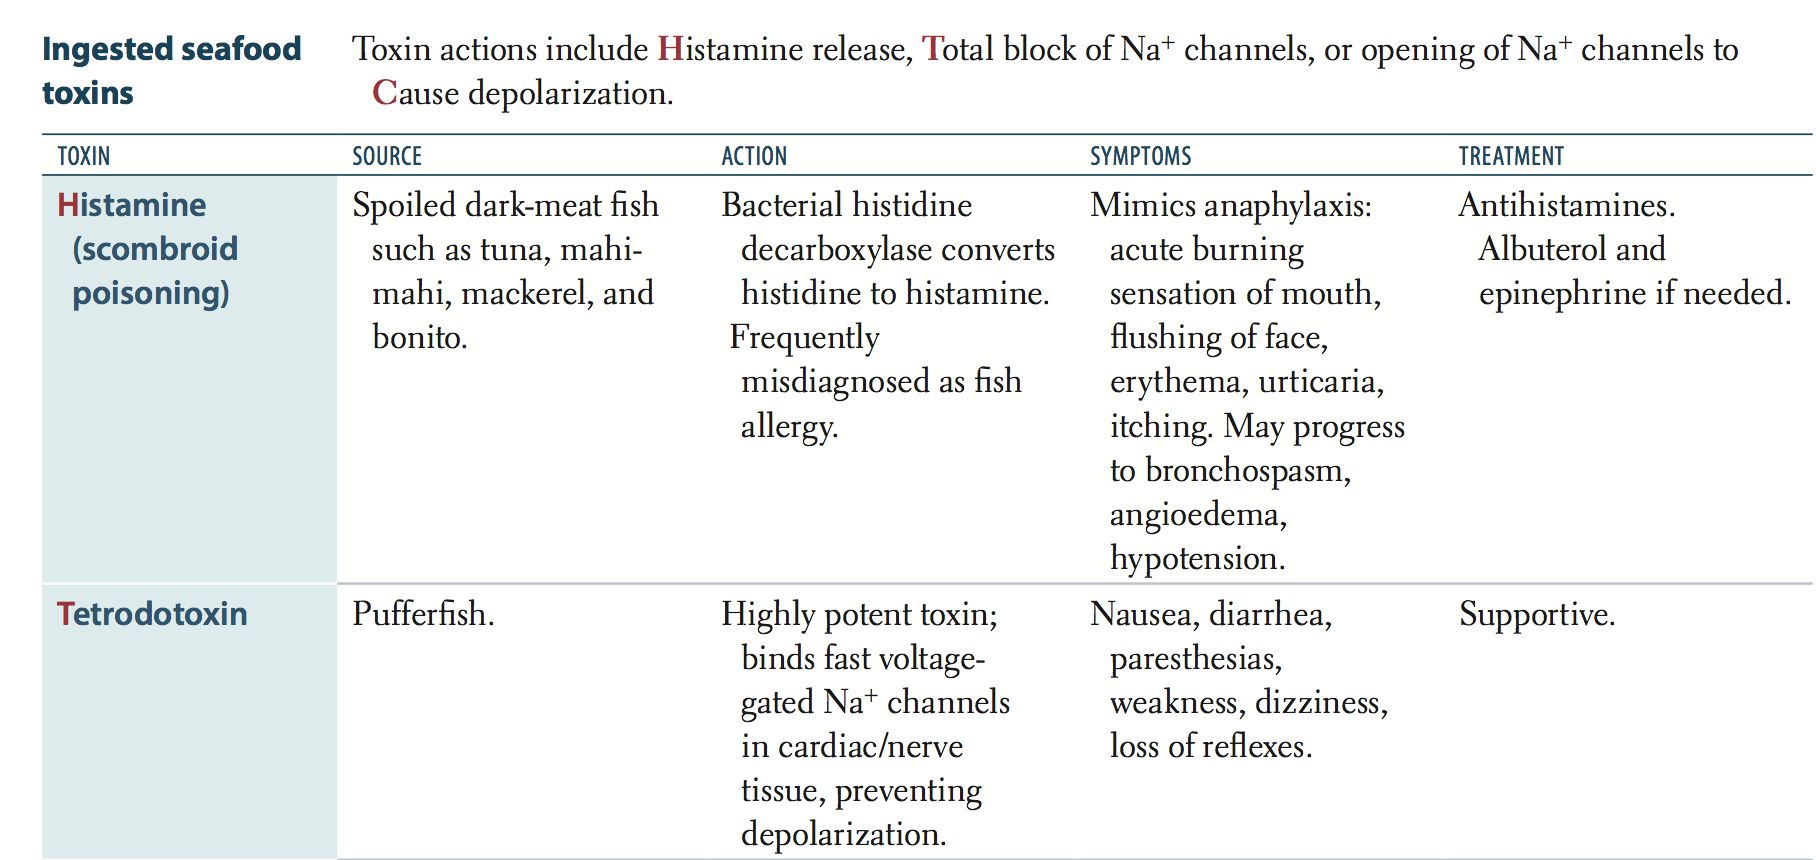 Ingested seafood
toxins
Toxin actions include Histamine release, Total block of Na⁺ channels, or opening of Na⁺ channels to
Cause depolarization.
TOXIN
SOURCE
ACTION
SYMPTOMS
TREATMENT
Histamine
(scombroid
poisoning)
Spoiled dark-meat fish
such as tuna, mahi-
mahi, mackerel, and
bonito.
Bacterial histidine
decarboxylase converts
histidine to histamine.
Frequently
misdiagnosed as fish
allergy.
Mimics anaphylaxis:
acute burning
sensation of mouth,
flushing of face,
erythema, urticaria,
itching. May progress
to bronchospasm,
angioedema,
hypotension.
Antihistamines.
Albuterol and
epinephrine if needed.
Tetrodotoxin
Pufferfish.
Highly potent toxin;
binds fast voltage-
gated Na⁺ channels
in cardiac/nerve
tissue, preventing
depolarization.
Nausea, diarrhea,
paresthesias,
weakness, dizziness,
loss of reflexes.
Supportive.